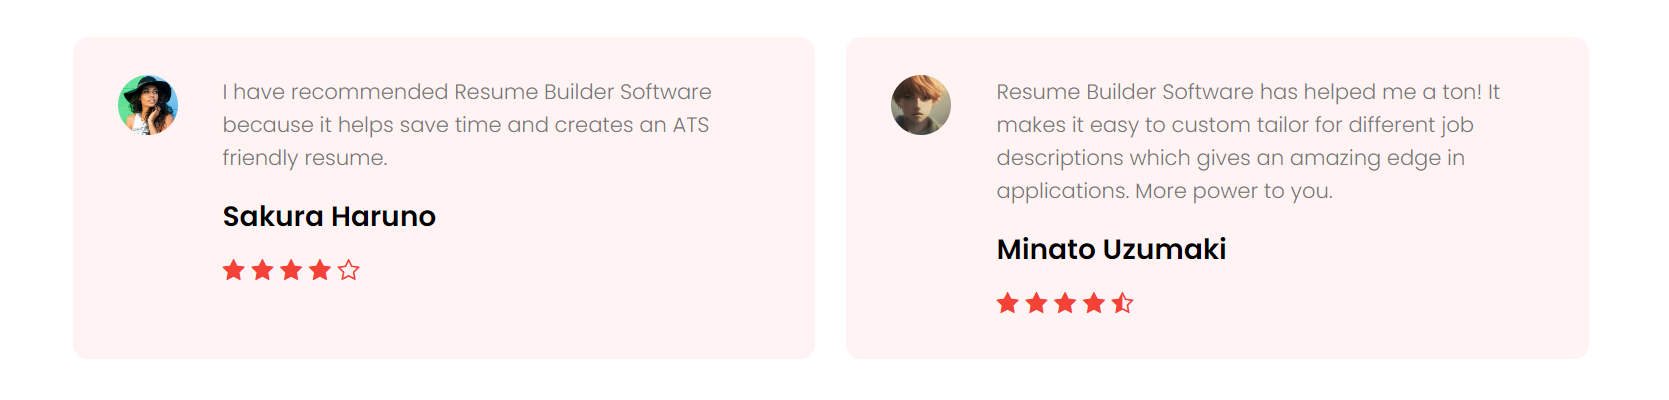 I have recommended Resume Builder Software
because it helps save time and creates an ATS
friendly resume.
Sakura Haruno
Resume Builder Software has helped me a ton! It
makes it easy to custom tailor for different job
descriptions which gives an amazing edge in
applications. More power to you.
Minato Uzumaki